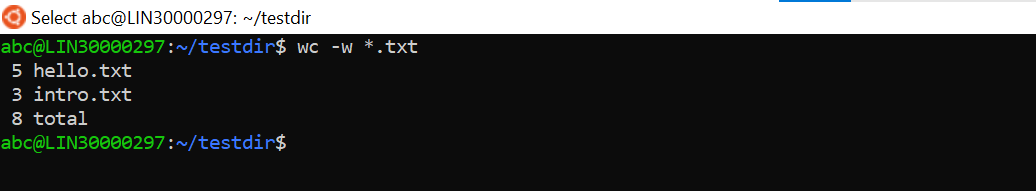 Select abc@LIN30000297: ~/testdir
abc@LIN30000297:~/testdir$ wc -w *.txt
 5 hello.txt
 3 intro.txt
 8 total
abc@LIN30000297:~/testdir$